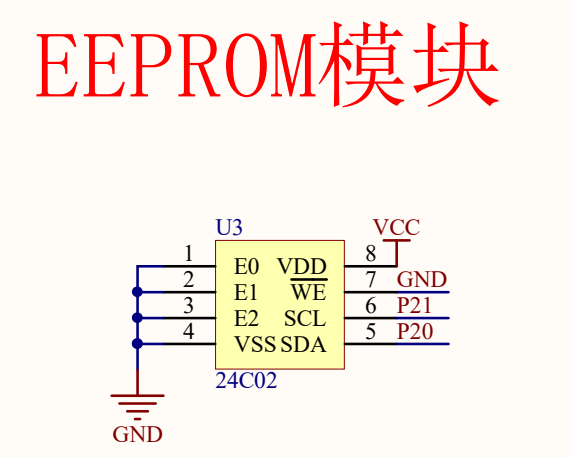 EEPROM模块
U3
VCC
1 E0 VDD 8
2 E1 WE 7 GND
3 E2 SCL 6 P21
4 VSS SDA 5 P20
24C02
GND